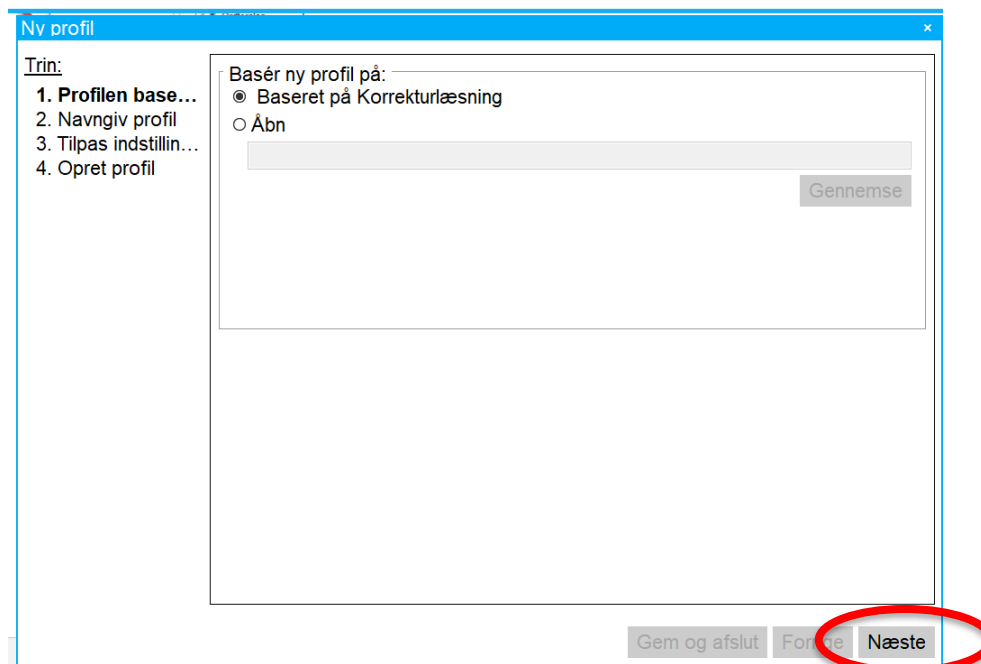 Ny profil
×
Trin:
1. Profilen base...
2. Navngiv profil
3. Tilpas indstillin...
4. Opret profil
Basér ny profil på:
Baseret på Korrekturlæsning
Åbn
Gennemse
Gem og afslut Forrige Næste